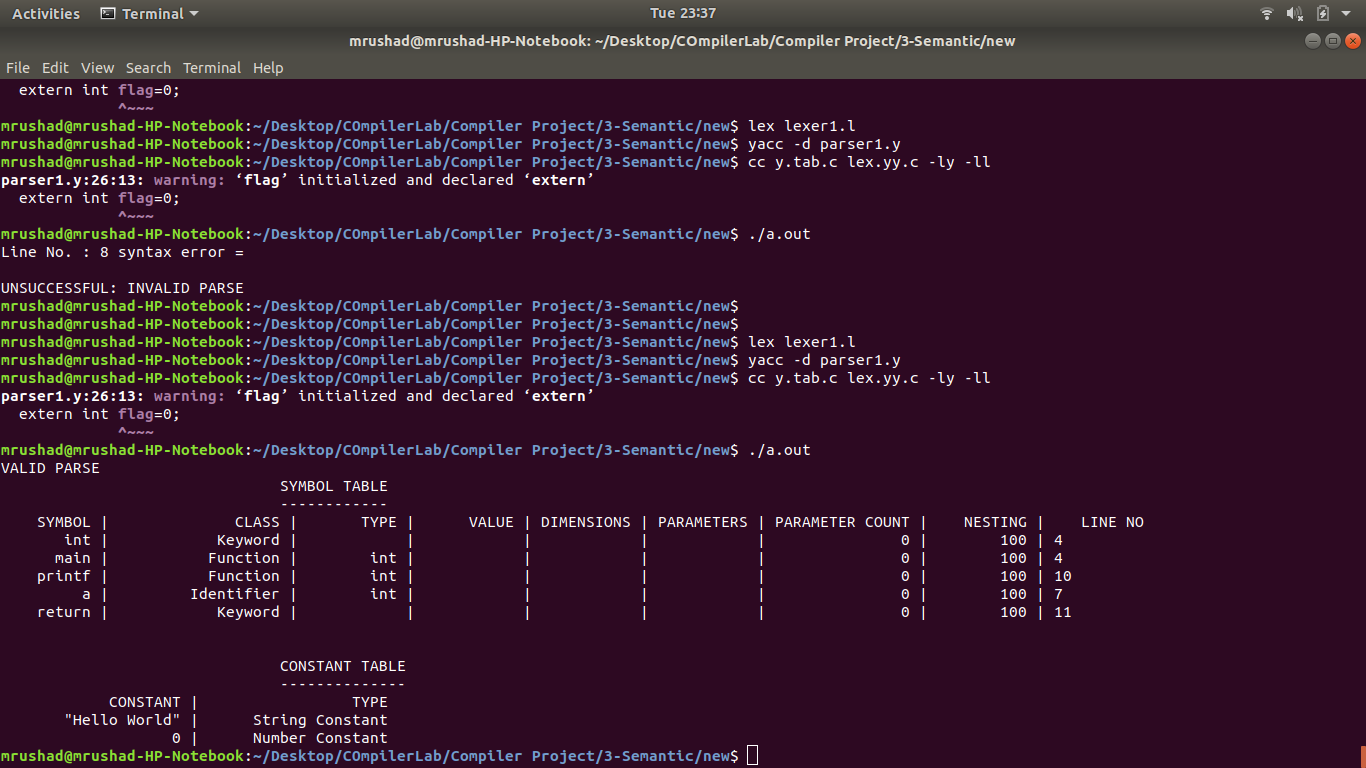 Activities Terminal Tue 23:37
mrushad@mrushad-HP-Notebook: ~/Desktop/COmpilerLab/Compiler Project/3-Semantic/new
File Edit View Search Terminal Help
  extern int flag=0;
             ^~~~
mrushad@mrushad-HP-Notebook:~/Desktop/COmpilerLab/Compiler Project/3-Semantic/new$ lex lexer1.l
mrushad@mrushad-HP-Notebook:~/Desktop/COmpilerLab/Compiler Project/3-Semantic/new$ yacc -d parser1.y
mrushad@mrushad-HP-Notebook:~/Desktop/COmpilerLab/Compiler Project/3-Semantic/new$ cc y.tab.c lex.yy.c -ly -ll
parser1.y:26:13: warning: ‘flag’ initialized and declared ‘extern’
  extern int flag=0;
             ^~~~
mrushad@mrushad-HP-Notebook:~/Desktop/COmpilerLab/Compiler Project/3-Semantic/new$ ./a.out
Line No. : 8 syntax error =
UNSUCCESSFUL: INVALID PARSE
mrushad@mrushad-HP-Notebook:~/Desktop/COmpilerLab/Compiler Project/3-Semantic/new$
mrushad@mrushad-HP-Notebook:~/Desktop/COmpilerLab/Compiler Project/3-Semantic/new$
mrushad@mrushad-HP-Notebook:~/Desktop/COmpilerLab/Compiler Project/3-Semantic/new$ lex lexer1.l
mrushad@mrushad-HP-Notebook:~/Desktop/COmpilerLab/Compiler Project/3-Semantic/new$ yacc -d parser1.y
mrushad@mrushad-HP-Notebook:~/Desktop/COmpilerLab/Compiler Project/3-Semantic/new$ cc y.tab.c lex.yy.c -ly -ll
parser1.y:26:13: warning: ‘flag’ initialized and declared ‘extern’
  extern int flag=0;
             ^~~~
mrushad@mrushad-HP-Notebook:~/Desktop/COmpilerLab/Compiler Project/3-Semantic/new$ ./a.out
VALID PARSE
SYMBOL TABLE
------------
SYMBOL | CLASS | TYPE | VALUE | DIMENSIONS | PARAMETERS | PARAMETER COUNT | NESTING | LINE NO
int | Keyword | | | | | 0 | 100 | 4
main | Function | int | | | | 0 | 100 | 4
printf | Function | int | | | | 0 | 100 | 10
a | Identifier | int | | | | 0 | 100 | 7
return | Keyword | | | | | 0 | 100 | 11
CONSTANT TABLE
--------------
CONSTANT | TYPE
"Hello World" | String Constant
0 | Number Constant
mrushad@mrushad-HP-Notebook:~/Desktop/COmpilerLab/Compiler Project/3-Semantic/new$